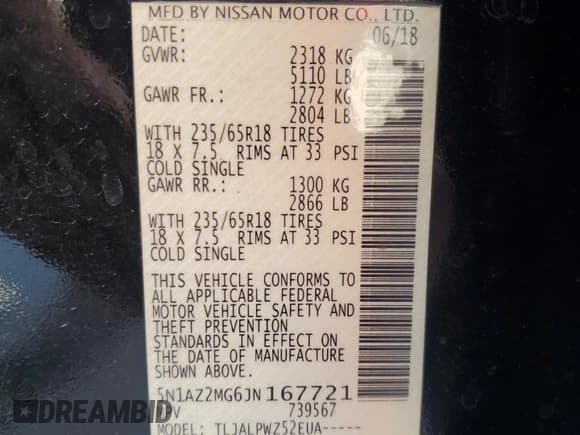 MFD BY NISSAN MOTOR CO., LTD.
DATE: 06/18
GVWR: 2318 KG
5110 LB
GAWR FR.: 1272 KG
2804 LB
WITH 235/65R18 TIRES
18 X 7.5 RIMS AT 33 PSI
COLD SINGLE
GAWR RR.: 1300 KG
2866 LB
WITH 235/65R18 TIRES
18 X 7.5 RIMS AT 33 PSI
COLD SINGLE
THIS VEHICLE CONFORMS TO
ALL APPLICABLE FEDERAL
MOTOR VEHICLE SAFETY AND
THEFT PREVENTION
STANDARDS IN EFFECT ON
THE DATE OF MANUFACTURE
SHOWN ABOVE.
5N1AZ2MG6JN167721
739567
MODEL: TLJALPWZ52EUA-----
DREAMBID